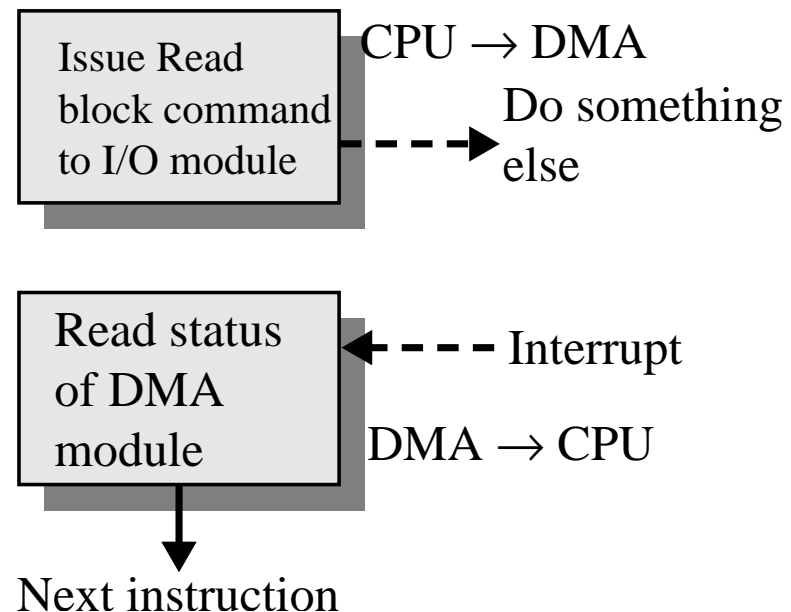 Issue Read
block command
to I/O module
CPU → DMA
Do something
else
Read status
of DMA
module
Interrupt
DMA → CPU
Next instruction